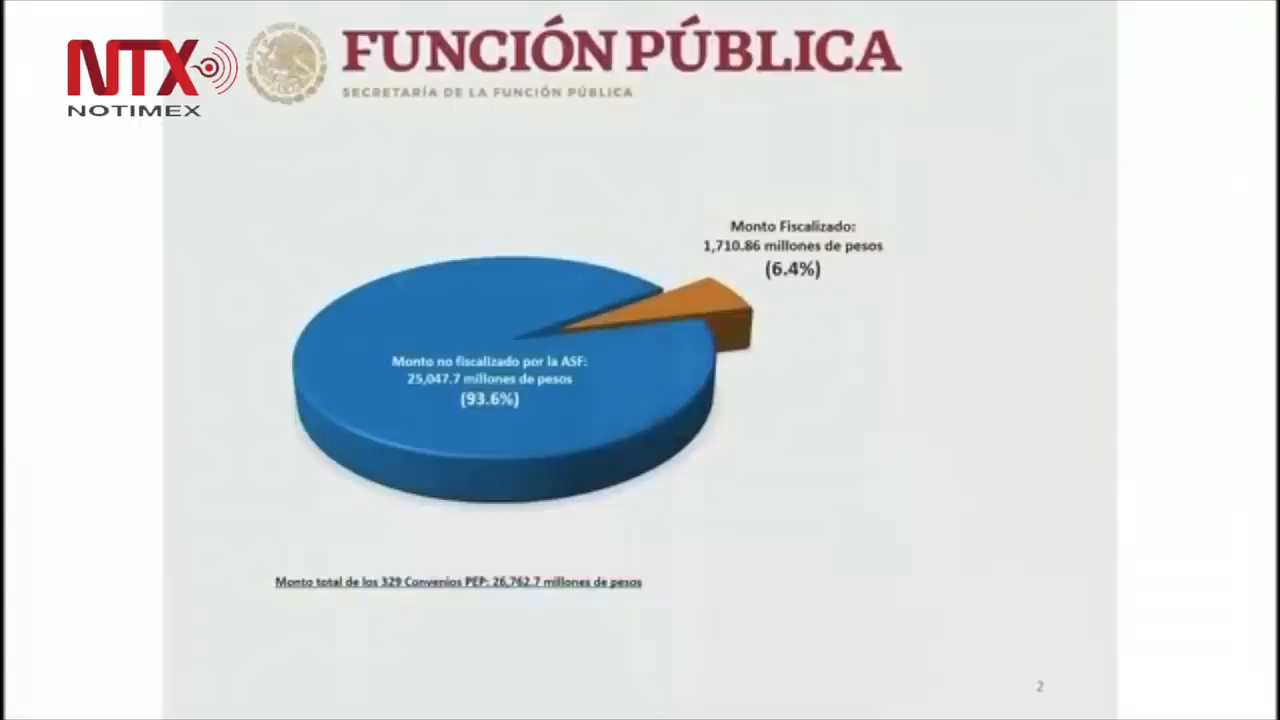 NTX
NOTIMEX
FUNCIÓN PÚBLICA
SECRETARÍA DE LA FUNCIÓN PÚBLICA
Monto Fiscalizado:
1,710.86 millones de pesos
(6.4%)
Monto no fiscalizado por la ASF:
25,047.7 millones de pesos
(93.6%)
Monto total de los 329 Convenios PEP: 26,762.7 millones de pesos
2